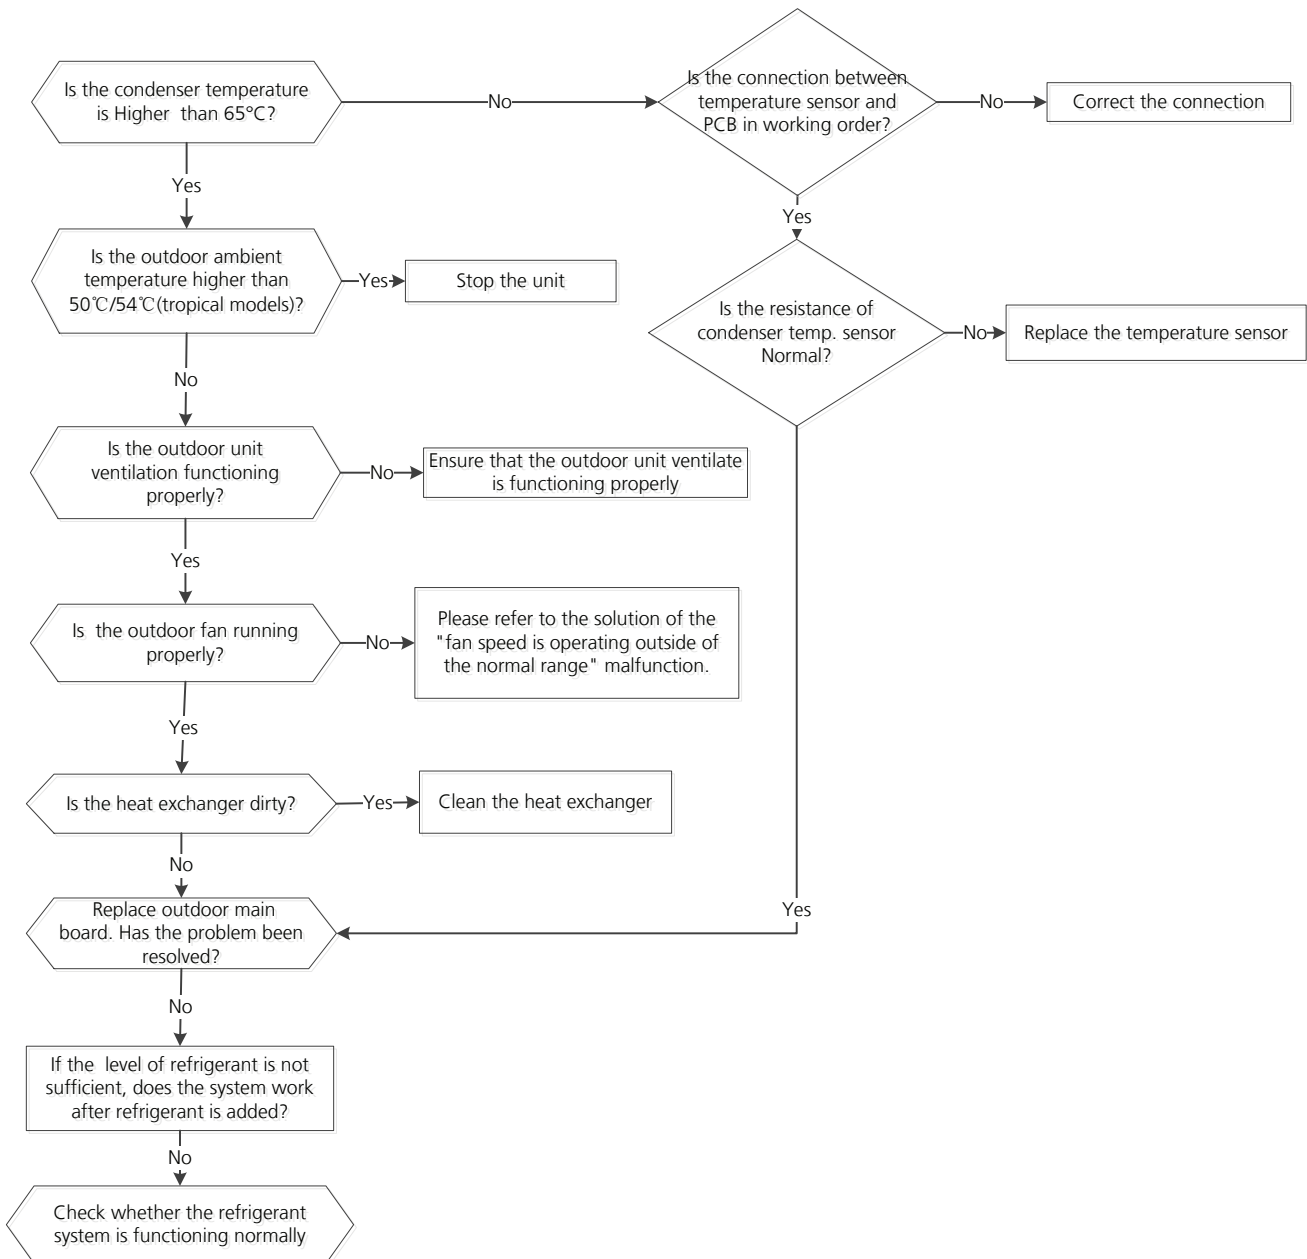 Is the condenser temperature
is Higher than 65°C?
No
Is the connection between
temperature sensor and
PCB in working order?
No
Correct the connection
Yes
Yes
Is the outdoor ambient
temperature higher than
50℃/54℃(tropical models)?
Yes
Stop the unit
Is the resistance of
condenser temp. sensor
Normal?
No
Replace the temperature sensor
No
Is the outdoor unit
ventilation functioning
properly?
No
Ensure that the outdoor unit ventilate
is functioning properly
Yes
Is the outdoor fan running
properly?
No
Please refer to the solution of the
"fan speed is operating outside of
the normal range" malfunction.
Yes
Is the heat exchanger dirty?
Yes
Clean the heat exchanger
No
Yes
Replace outdoor main
board. Has the problem been
resolved?
No
If the level of refrigerant is not
sufficient, does the system work
after refrigerant is added?
No
Check whether the refrigerant
system is functioning normally